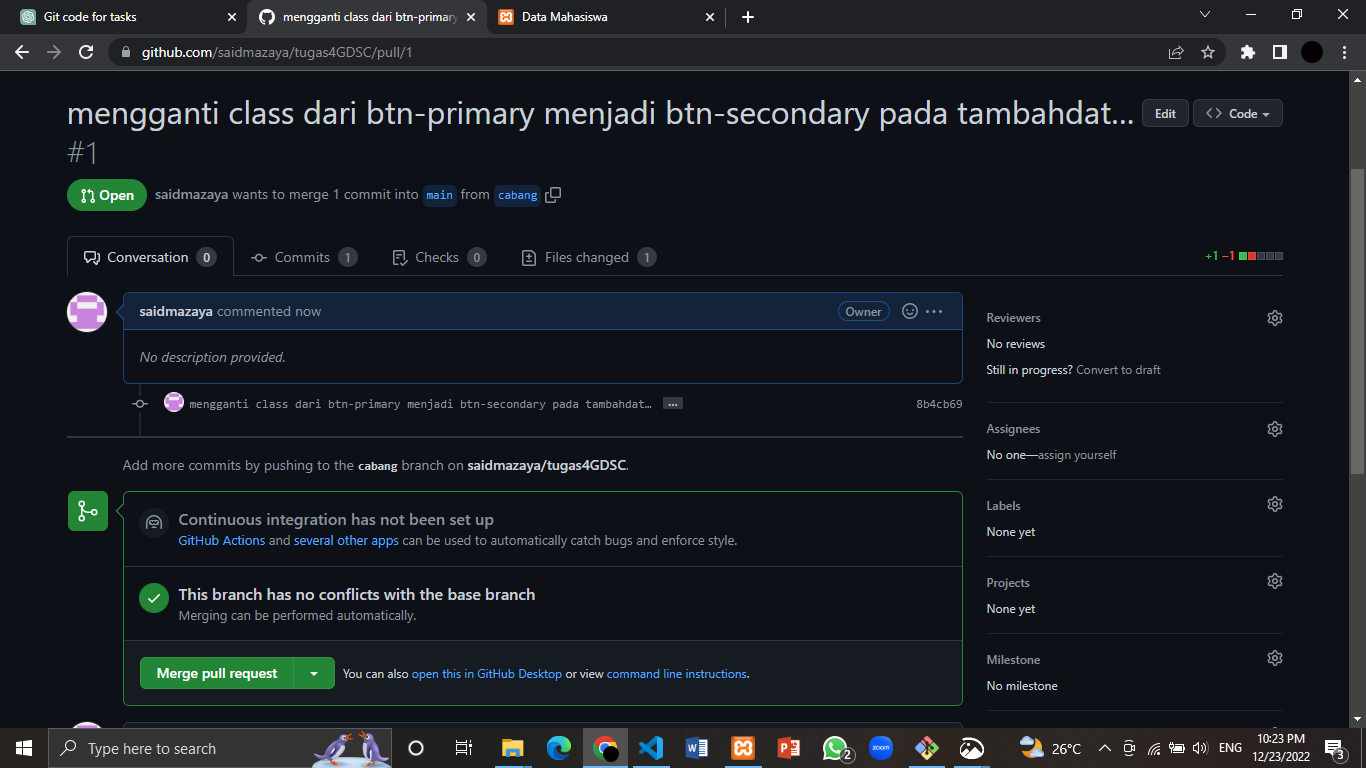 Git code for tasks
mengganti class dari btn-primary
Data Mahasiswa
github.com/saidmazaya/tugas4GDSC/pull/1
mengganti class dari btn-primary menjadi btn-secondary pada tambahdat...
#1
Edit
Code
Open
saidmazaya wants to merge 1 commit into main from cabang
Conversation 0
Commits 1
Checks 0
Files changed 1
+1 −1
saidmazaya commented now
Owner
No description provided.
mengganti class dari btn-primary menjadi btn-secondary pada tambahdat…
...
8b4cb69
Add more commits by pushing to the cabang branch on saidmazaya/tugas4GDSC.
Continuous integration has not been set up
GitHub Actions and several other apps can be used to automatically catch bugs and enforce style.
This branch has no conflicts with the base branch
Merging can be performed automatically.
Merge pull request
You can also open this in GitHub Desktop or view command line instructions.
Reviewers
No reviews
Still in progress? Convert to draft
Assignees
No one—assign yourself
Labels
None yet
Projects
None yet
Milestone
No milestone
Type here to search
W
P
2
zoom
26°C
ENG
10:23 PM
12/23/2022
3